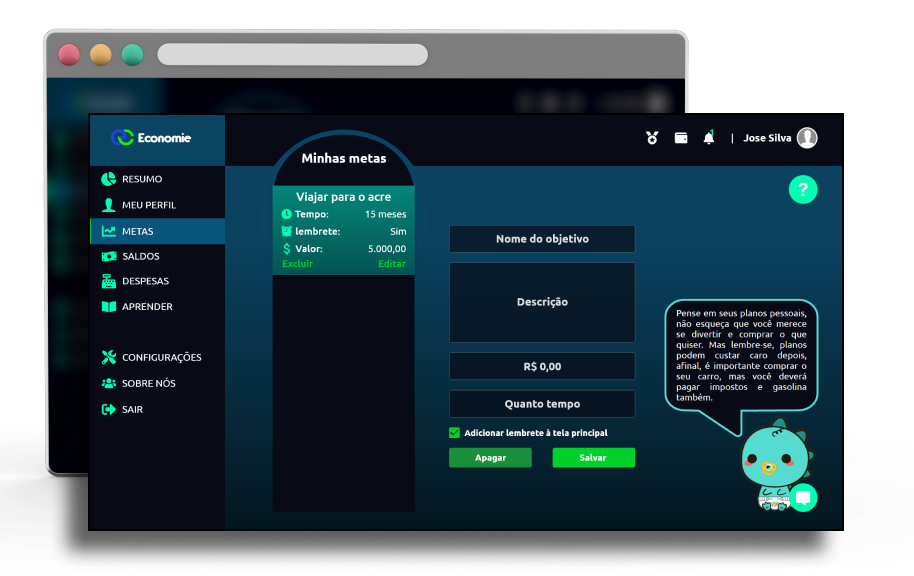 Economie
Jose Silva
RESUMO
MEU PERFIL
METAS
SALDOS
DESPESAS
APRENDER
CONFIGURAÇÕES
SOBRE NÓS
SAIR
Minhas metas
Viajar para o acre
Tempo: 15 meses
lembrete: Sim
Valor: 5.000,00
Excluir Editar
Nome do objetivo
Descrição
R$ 0,00
Quanto tempo
Adicionar lembrete à tela principal
Apagar Salvar
?
Pense em seus planos pessoais,
não esqueça que você merece
se divertir e comprar o que
quiser. Mas lembre-se, planos
podem custar caro depois,
afinal, é importante comprar o
seu carro, mas você deverá
pagar impostos e gasolina
também.